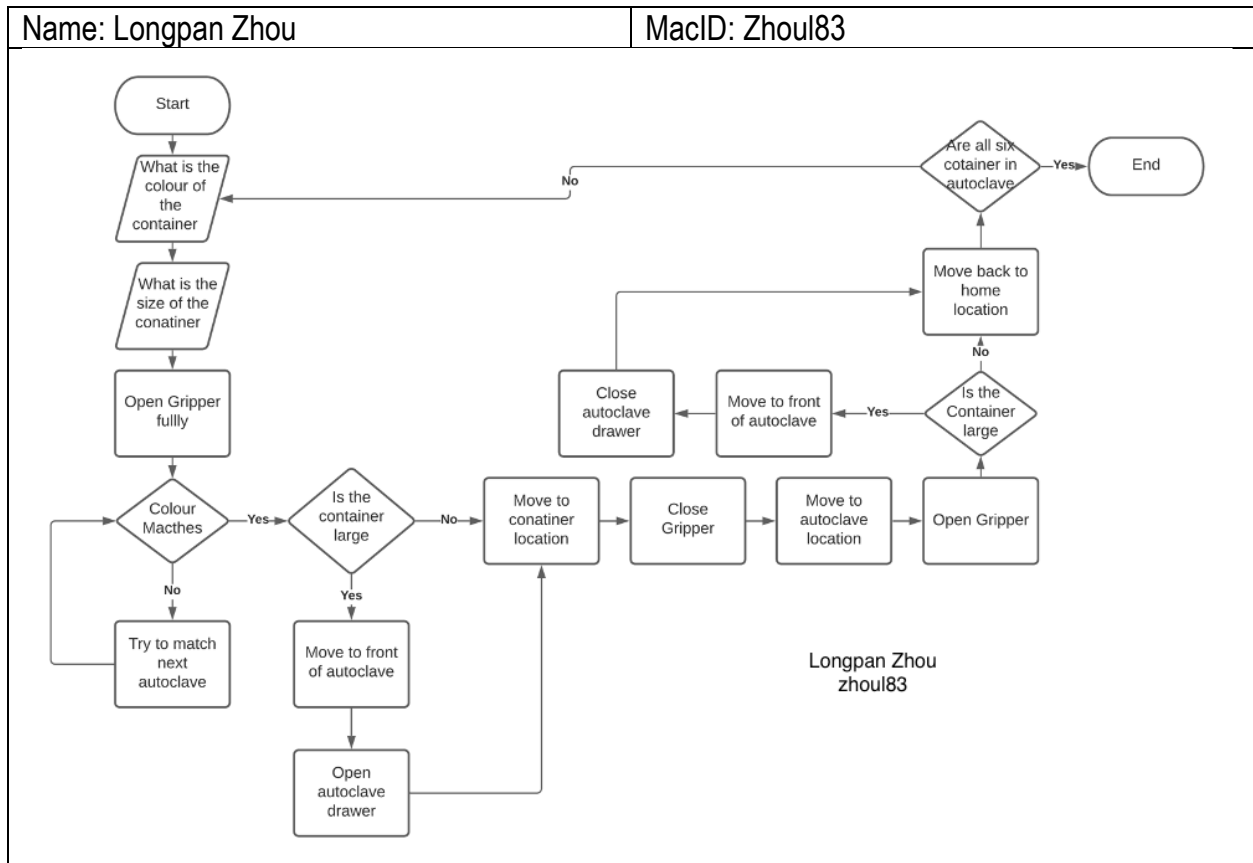 Name: Longpan Zhou
MacID: Zhoul83
Start
What is the
colour of
the
container
What is the
size of the
conatiner
Open Gripper
fullly
Colour
Macthes
Yes
No
Try to match
next
autoclave
Is the
container
large
No
Yes
Move to front
of autoclave
Open
autoclave
drawer
Move to
conatiner
location
Close
Gripper
Move to
autoclave
location
Open Gripper
Is the
Container
large
Yes
Move to front
of autoclave
Close
autoclave
drawer
No
Move back to
home
location
Are all six
cotainer in
autoclave
No
Yes
End
Longpan Zhou
zhoul83